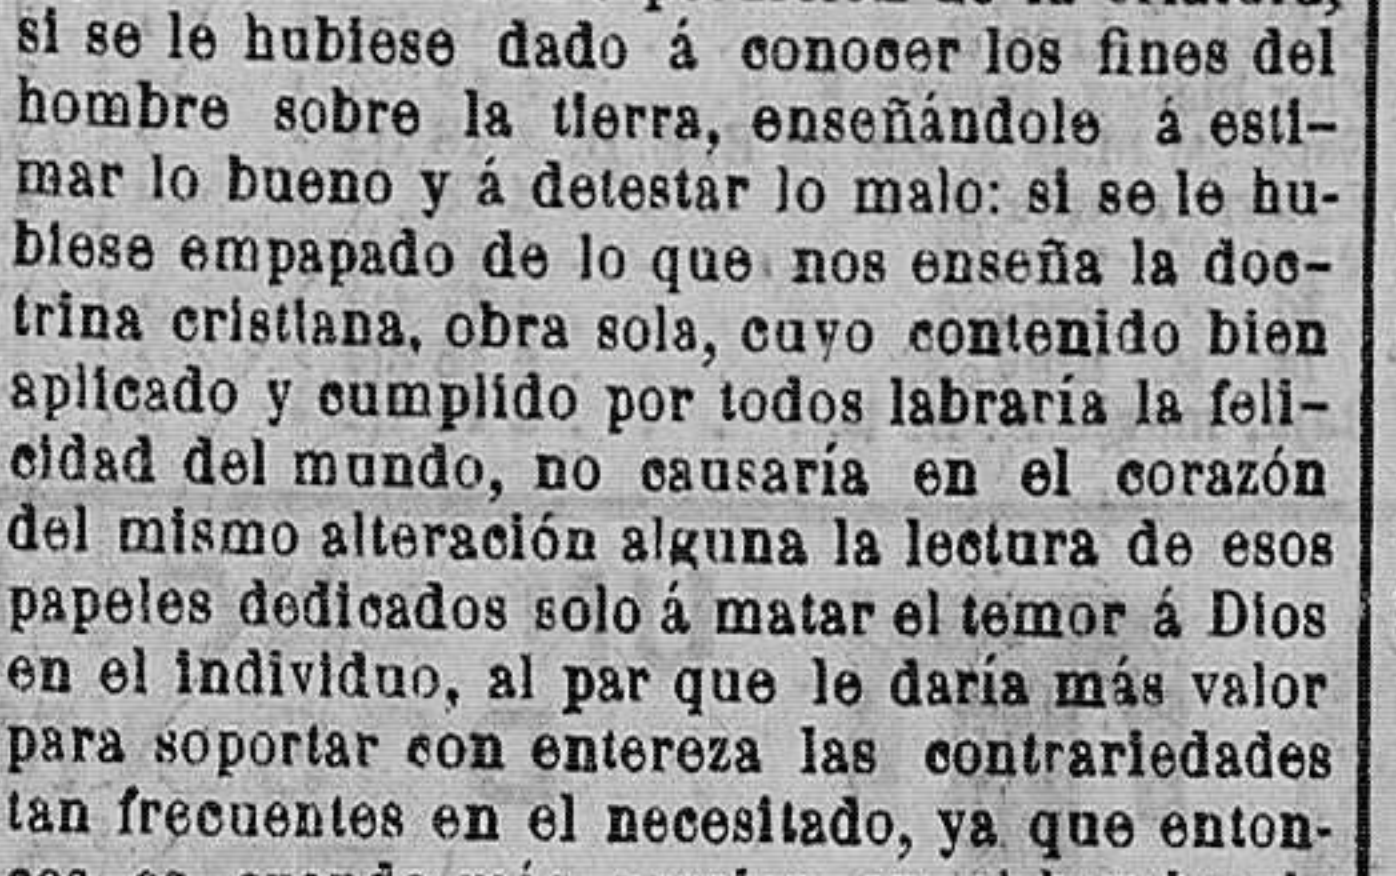 si se le hubiese dado á conocer los fines del
hombre sobre la tierra, enseñándole á esti-
mar lo bueno y á detestar lo malo: si se le hu-
biese empapado de lo que nos enseña la doc-
trina cristiana, obra sola, cuyo contenido bien
aplicado y cumplido por todos labraría la feli-
cidad del mundo, no causaría en el corazón
del mismo alteración alguna la lectura de esos
papeles dedicados solo á matar el temor á Dios
en el individuo, al par que le daría más valor
para soportar con entereza las contrariedades
tan frecuentes en el necesitado, ya que enton-